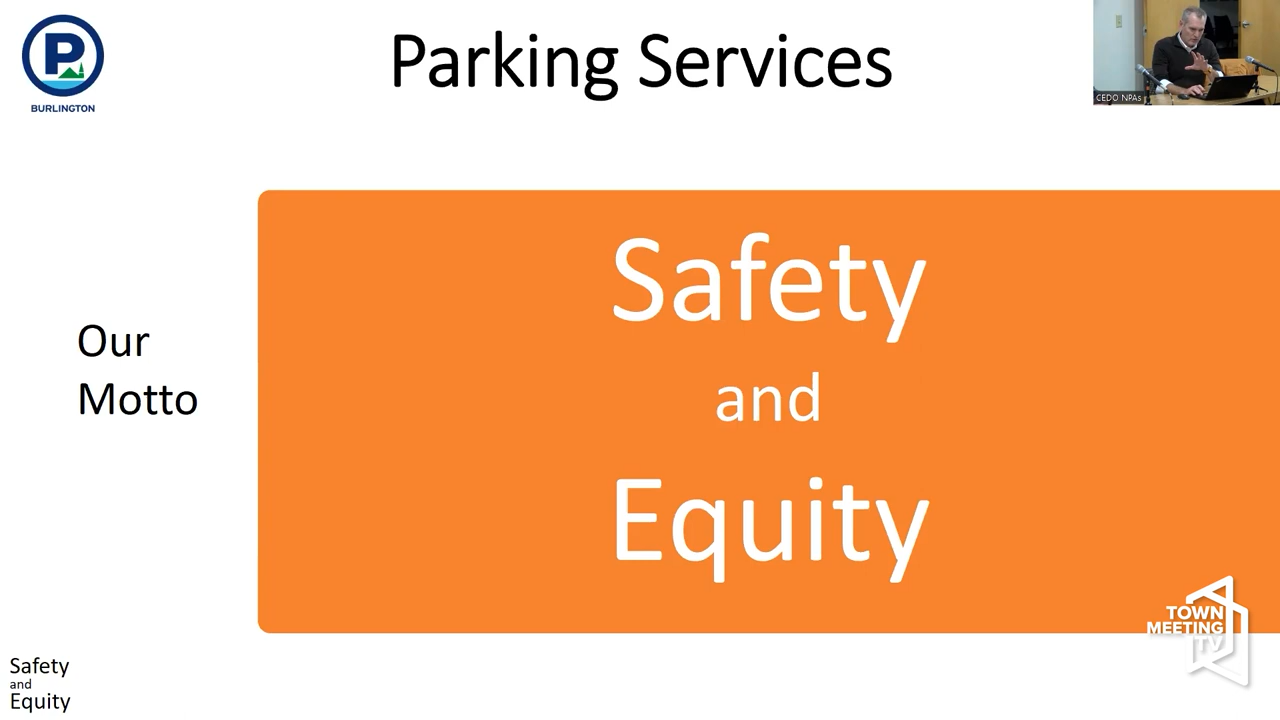 P
BURLINGTON
Parking Services
CEDO NPAs
Our
Motto
Safety
and
Equity
TOWN
MEETING
TV
Safety
and
Equity